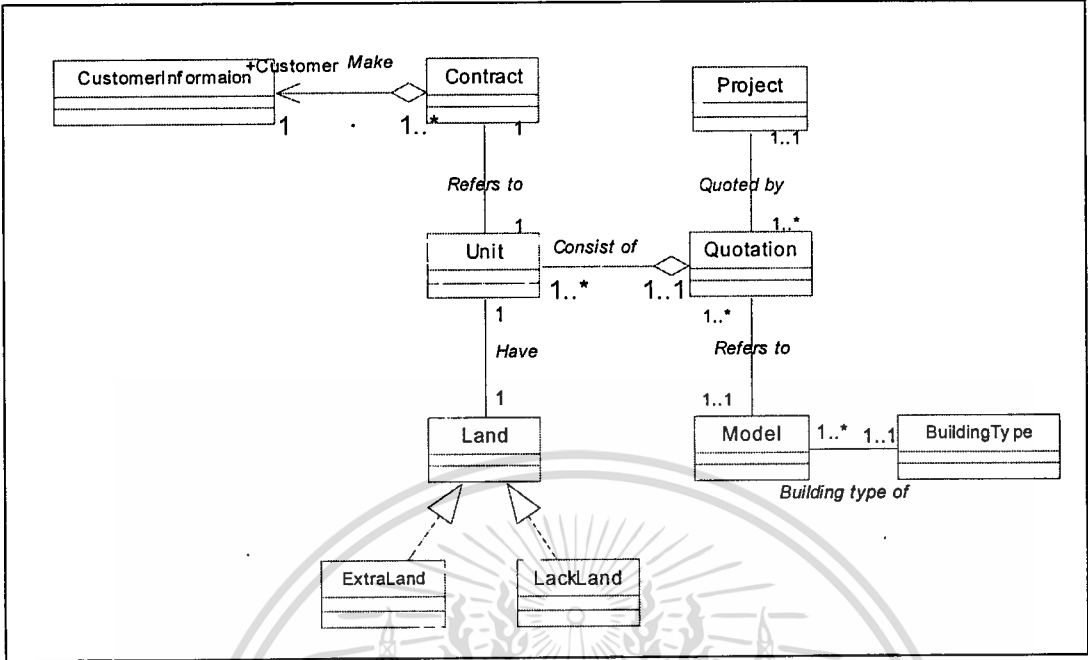 CustomerInformaion
+Customer Make
Contract
Project
1
1..*
1
1..1
Refers to
Quoted by
1
1..*
Unit
Consist of
Quotation
1..*
1..1
1
1..*
Have
Refers to
1
1..1
Land
Model
1..*
1..1
BuildingType
Building type of
ExtraLand
LackLand